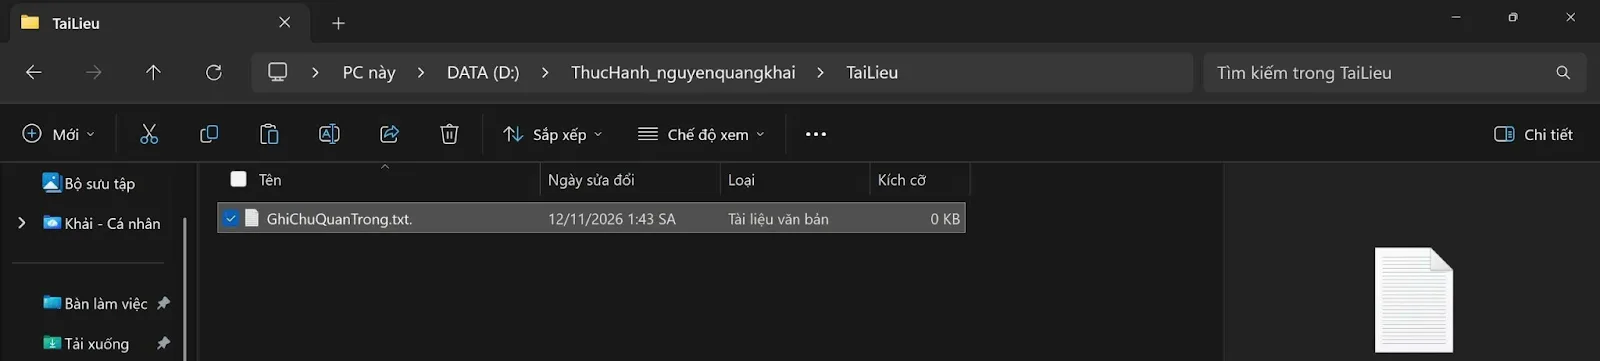 TaiLieu
PC này > DATA (D:) > ThucHanh_nguyenquangkhai > TaiLieu
Tìm kiếm trong TaiLieu
Mới
Sắp xếp
Chế độ xem
Chi tiết
Bộ sưu tập
Khải - Cá nhân
Bàn làm việc
Tải xuống
Tên Ngày sửa đổi Loại Kích cỡ
GhiChuQuanTrong.txt. 12/11/2026 1:43 SA Tài liệu văn bản 0 KB